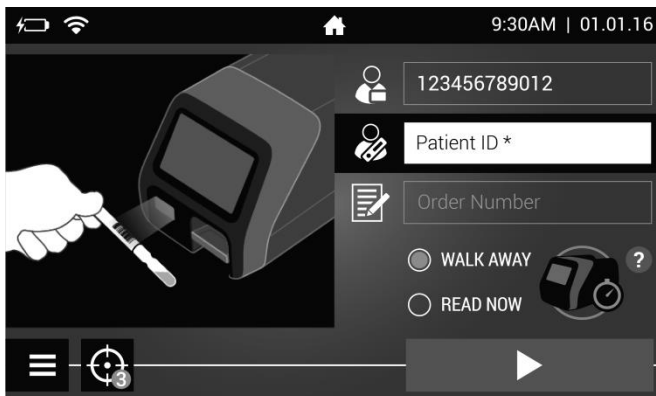 9:30AM | 01.01.16
123456789012
Patient ID *
Order Number
WALK AWAY
?
READ NOW
3